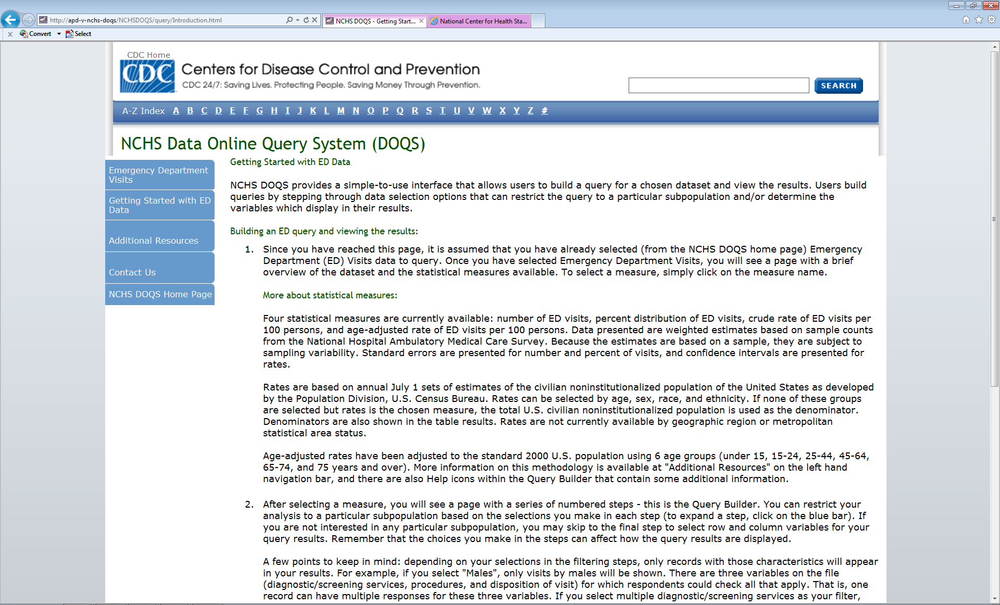 http://apd-v-nchs-doqs/NCHSDOQS/query/Introduction.html
NCHS DOQS - Getting Start...
National Center for Health Sta...
x Convert Select
CDC Home
CDC
Centers for Disease Control and Prevention
CDC 24/7: Saving Lives. Protecting People. Saving Money Through Prevention.
SEARCH
A-Z Index A B C D E F G H I J K L M N O P Q R S T U V W X Y Z #
NCHS Data Online Query System (DOQS)
Emergency Department
Visits
Getting Started with ED
Data
Additional Resources
Contact Us
NCHS DOQS Home Page
Getting Started with ED Data
NCHS DOQS provides a simple-to-use interface that allows users to build a query for a chosen dataset and view the results. Users build
queries by stepping through data selection options that can restrict the query to a particular subpopulation and/or determine the
variables which display in their results.
Building an ED query and viewing the results:
1. Since you have reached this page, it is assumed that you have already selected (from the NCHS DOQS home page) Emergency
Department (ED) Visits data to query. Once you have selected Emergency Department Visits, you will see a page with a brief
overview of the dataset and the statistical measures available. To select a measure, simply click on the measure name.
More about statistical measures:
Four statistical measures are currently available: number of ED visits, percent distribution of ED visits, crude rate of ED visits per
100 persons, and age-adjusted rate of ED visits per 100 persons. Data presented are weighted estimates based on sample counts
from the National Hospital Ambulatory Medical Care Survey. Because the estimates are based on a sample, they are subject to
sampling variability. Standard errors are presented for number and percent of visits, and confidence intervals are presented for
rates.
Rates are based on annual July 1 sets of estimates of the civilian noninstitutionalized population of the United States as developed
by the Population Division, U.S. Census Bureau. Rates can be selected by age, sex, race, and ethnicity. If none of these groups
are selected but rates is the chosen measure, the total U.S. civilian noninstitutionalized population is used as the denominator.
Denominators are also shown in the table results. Rates are not currently available by geographic region or metropolitan
statistical area status.
Age-adjusted rates have been adjusted to the standard 2000 U.S. population using 6 age groups (under 15, 15-24, 25-44, 45-64,
65-74, and 75 years and over). More information on this methodology is available at "Additional Resources" on the left hand
navigation bar, and there are also Help icons within the Query Builder that contain some additional information.
2. After selecting a measure, you will see a page with a series of numbered steps - this is the Query Builder. You can restrict your
analysis to a particular subpopulation based on the selections you make in each step (to expand a step, click on the blue bar). If
you are not interested in any particular subpopulation, you may skip to the final step to select row and column variables for your
query results. Remember that the choices you make in the steps can affect how the query results are displayed.
A few points to keep in mind: depending on your selections in the filtering steps, only records with those characteristics will appear
in your results. For example, if you select "Males", only visits by males will be shown. There are three variables on the file
(diagnostic/screening services, procedures, and disposition of visit) for which respondents could check all that apply. That is, one
record can have multiple responses for these three variables. If you select multiple diagnostic/screening services as your filter,